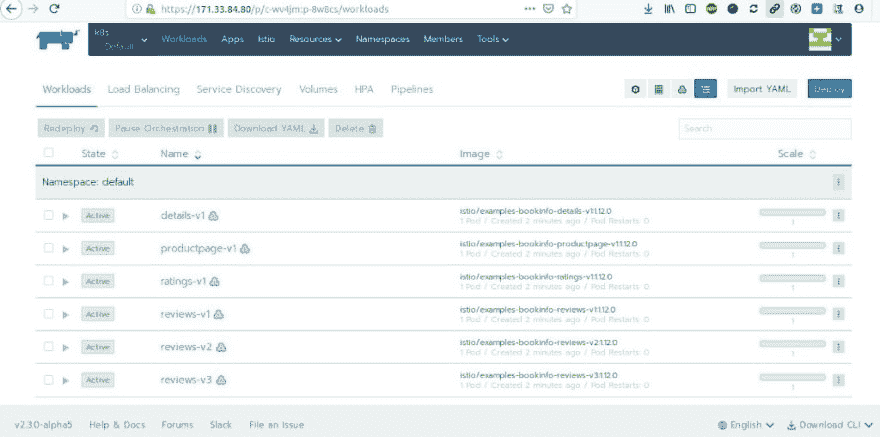 https://171.33.84.80/p/c-wv4jm:p-8w8cs/workloads
k8s
Default
Workloads Apps Istio Resources Namespaces Members Tools
Workloads Load Balancing Service Discovery Volumes HPA Pipelines Import YAML Deploy
Redeploy Pause Orchestration Download YAML Delete Search
State Name Image Scale
Namespace: default
Active details-v1 istio/examples-bookinfo-details-v1:1.12.0
1 Pod / Created 2 minutes ago / Pod Restarts: 0 1
Active productpage-v1 istio/examples-bookinfo-productpage-v1:1.12.0
1 Pod / Created 2 minutes ago / Pod Restarts: 0 1
Active ratings-v1 istio/examples-bookinfo-ratings-v1:1.12.0
1 Pod / Created 2 minutes ago / Pod Restarts: 0 1
Active reviews-v1 istio/examples-bookinfo-reviews-v1:1.12.0
1 Pod / Created 2 minutes ago / Pod Restarts: 0 1
Active reviews-v2 istio/examples-bookinfo-reviews-v2:1.12.0
1 Pod / Created 2 minutes ago / Pod Restarts: 0 1
Active reviews-v3 istio/examples-bookinfo-reviews-v3:1.12.0
1 Pod / Created 2 minutes ago / Pod Restarts: 0 1
v2.3.0-alpha5 Help & Docs Forums Slack File an Issue English Download CLI